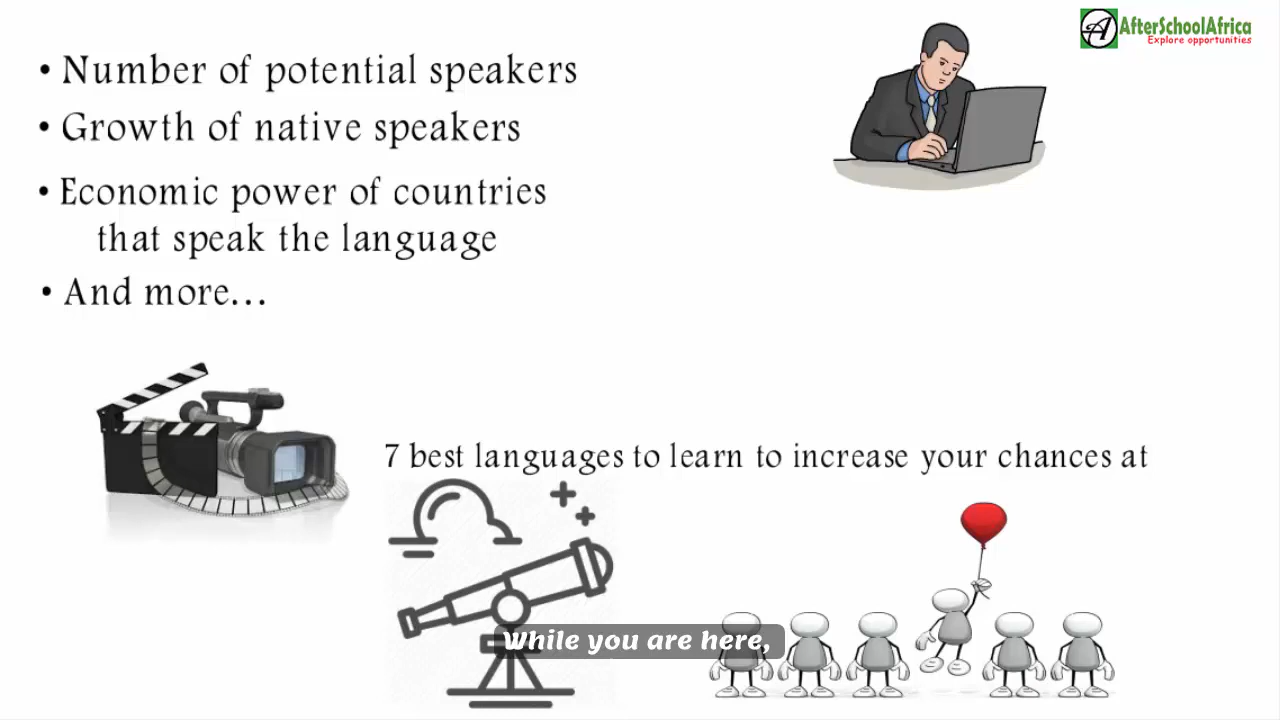 AfterSchoolAfrica
Explore opportunities
• Number of potential speakers
• Growth of native speakers
• Economic power of countries
that speak the language
• And more...
7 best languages to learn to increase your chances at
While you are here,